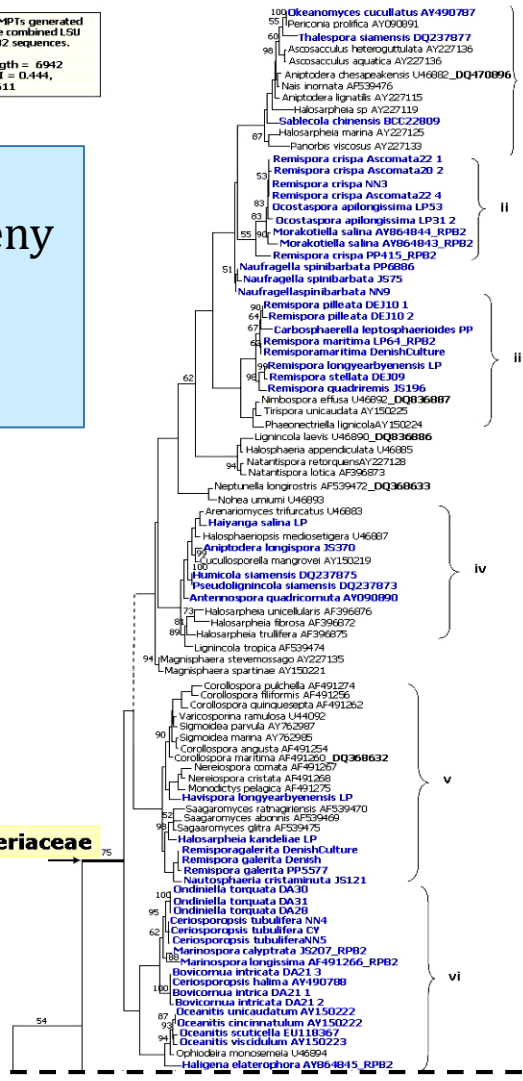 MPTs generated
e combined LSU
32 sequences.
gth = 6942
I = 0.444,
611
eny
100 Okeanomyces cucullatus AY490787
55 Periconia prolifica AY090891
60 Thalespora siamensis DQ237877
98 Ascosacculus heteroguttulata AY227136
Ascosacculus aquatica AY227136
Aniptodera chesapeakensis U46882_DQ470896
Nais inornata AF539476
Aniptodera lignatilis AY227115
Halosarpheia sp AY227119
Sablecola chinensis BCC22809
87 Halosarpheia marina AY227125
Panorbis viscosus AY227133
Remispora crispa Ascomata22 1
53 Remispora crispa Ascomata20 2
Remispora crispa NN3
Remispora crispa Ascomata22 4
83 Ocostaspora apilongissima LP53
ii
83 Ocostaspora apilongissima LP31 2
55 90 Morakotiella salina AY864844_RPB2
Morakotiella salina AY864843_RPB2
Remispora crispa PP415_RPB2
51 Naufragella spinibarbata PP6886
Naufragella spinibarbata JS75
Naufragellaspinibarbata NN9
90 Remispora pilleata DEJ10 1
64 Remispora pilleata DEJ10 2
67 Carbosphaerella leptosphaerioides PP
Remispora maritima LP64_RPB2
Remisporamaritima DenishCulture
ii
99 Remispora longyearbyenensis LP
98 Remispora stellata DEJ09
Remispora quadriremis JS196
62
Nimbospora effusa U46892_DQ836887
Tirispora unicaudata AY150225
Phaeonectriella lignicolaAY150224
Lignincola laevis U46890_DQ836886
Halosphaeria appendiculata U46885
94 Natantispora retorquensAY227128
Natantispora lotica AF396873
Neptunella longirostris AF539472_DQ368633
Nohea umiumi U46893
Arenariomyces trifurcatus U46883
Haiyanga salina LP
Halosphaeriopsis mediosetigera U46887
Aniptodera longispora JS370
99 Cucullosporella mangrovei AY150219
iv
100 Humicola siamensis DQ237875
Pseudolignincola siamensis DQ237873
Antennospora quadricornuta AY090890
73 Halosarpheia unicellularis AF396876
81 Halosarpheia fibrosa AF396872
89 Halosarpheia trullifera AF396875
Lignincola tropica AF539474
94 Magnisphaera stevemossago AY227135
Magnisphaera spartinae AY150221
Corollospora pulchella AF491274
Corollospora filiformis AF491256
Corollospora quinquesepta AF491262
Varicosporina ramulosa U44092
Sigmoidea parvula AY762987
90 Sigmoidea marina AY762985
Corollospora angusta AF491254
Corollospora maritima AF491260_DQ368632
Nereiospora comata AF491267
Nereiospora cristata AF491268
v
Monodictys pelagica AF491275
Havispora longyearbyenensis LP
52 Saagaromyces ratnagiriensis AF539470
Saagaromyces abonnis AF539469
98 Sagaaromyces glitra AF539475
Halosarpheia kandeliae LP
eriaceae
75
Remisporagalerita DenishCulture
Remispora galerita Denish
Remispora galerita PP5577
Nautosphaeria cristaminuta JS121
100 Ondiniella torquata DA30
Ondiniella torquata DA31
95 Ondiniella torquata DA28
Ceriosporopsis tubulifera NN4
62 Ceriosporopsis tubulifera CY
Ceriosporopsis tubuliferaNN5
Marinospora calyptrata JS207_RPB2
88 Marinospora longissima AF491266_RPB2
Bovicornua intricata DA21 3
vi
Ceriosporopsis halima AY490788
100 Bovicornua intrica DA21 1
Bovicornua intricata DA21 2
87 Oceanitis unicaudatum AY150222
93 Oceanitis cincinnatulum AY150222
Oceanitis scuticella EU118367
94 Oceanitis viscidulum AY150223
54
Ophiodeira monosemeia U46894
Haligena elaterophora AY864845_RPB2